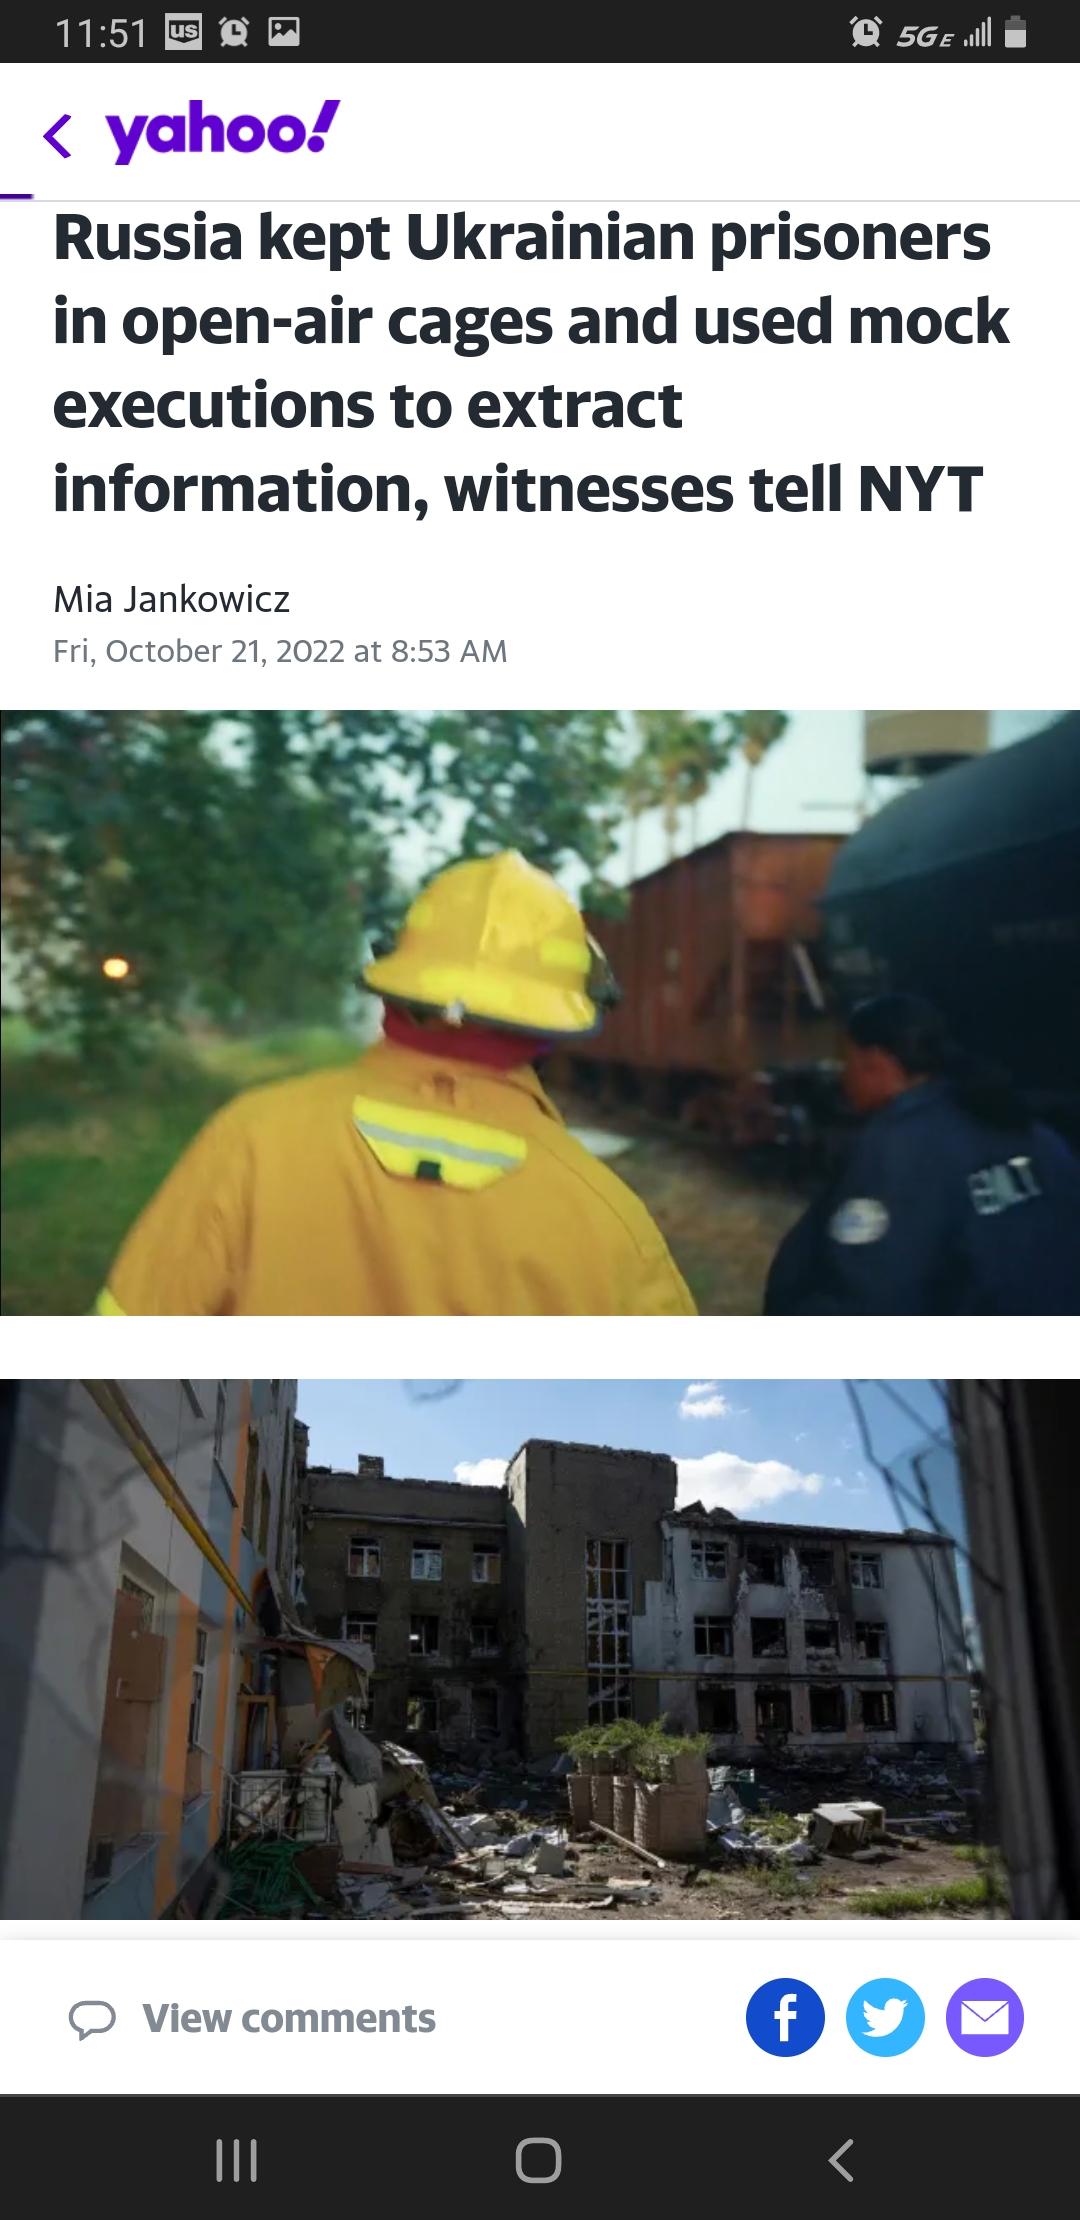 11:51 us 5GE
yahoo!
Russia kept Ukrainian prisoners
in open-air cages and used mock
executions to extract
information, witnesses tell NYT
Mia Jankowicz
Fri, October 21, 2022 at 8:53 AM
View comments